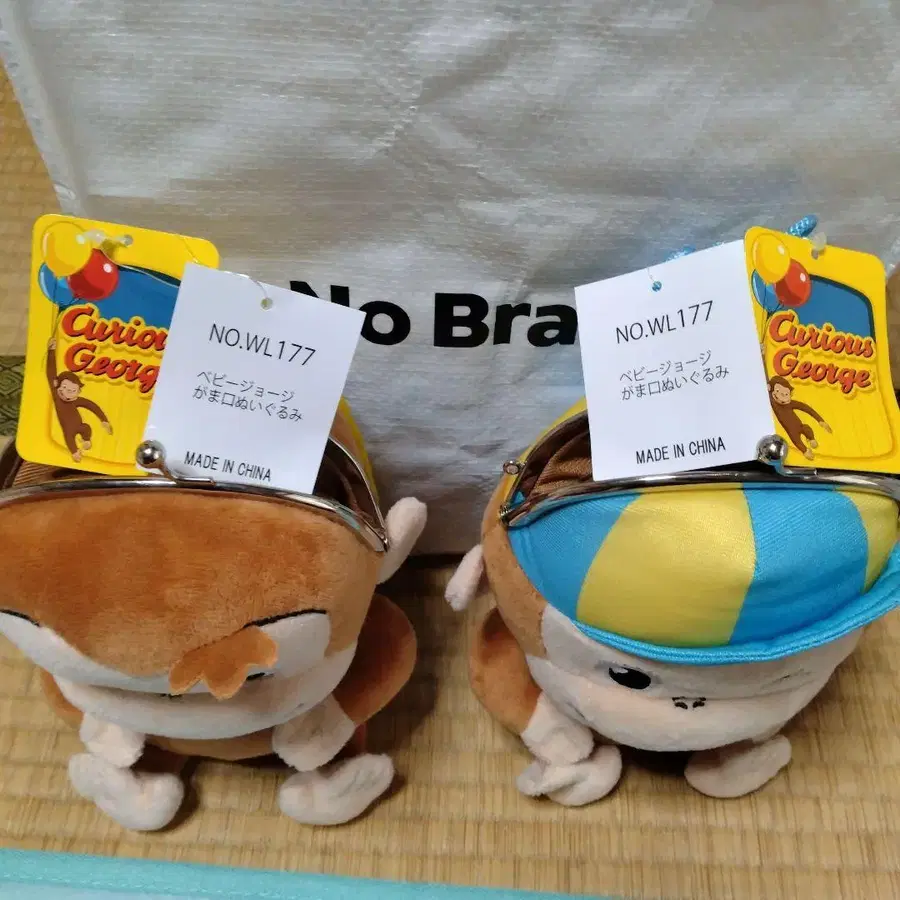 No Bra
Curious
George
NO.WL177
ベビージョージ
がま口ぬいぐるみ
MADE IN CHINA
NO.WL177
ベビージョージ
がま口ぬいぐるみ
MADE IN CHINA
Curious
George